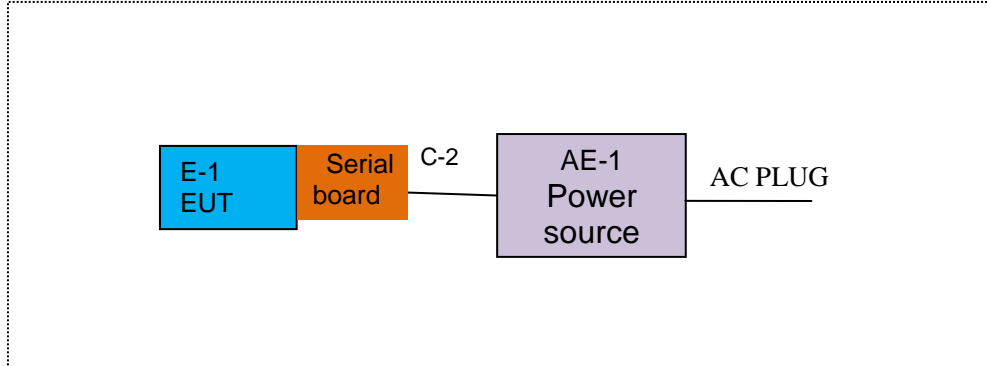 E-1
EUT
Serial
board
C-2
AE-1
Power
source
AC PLUG